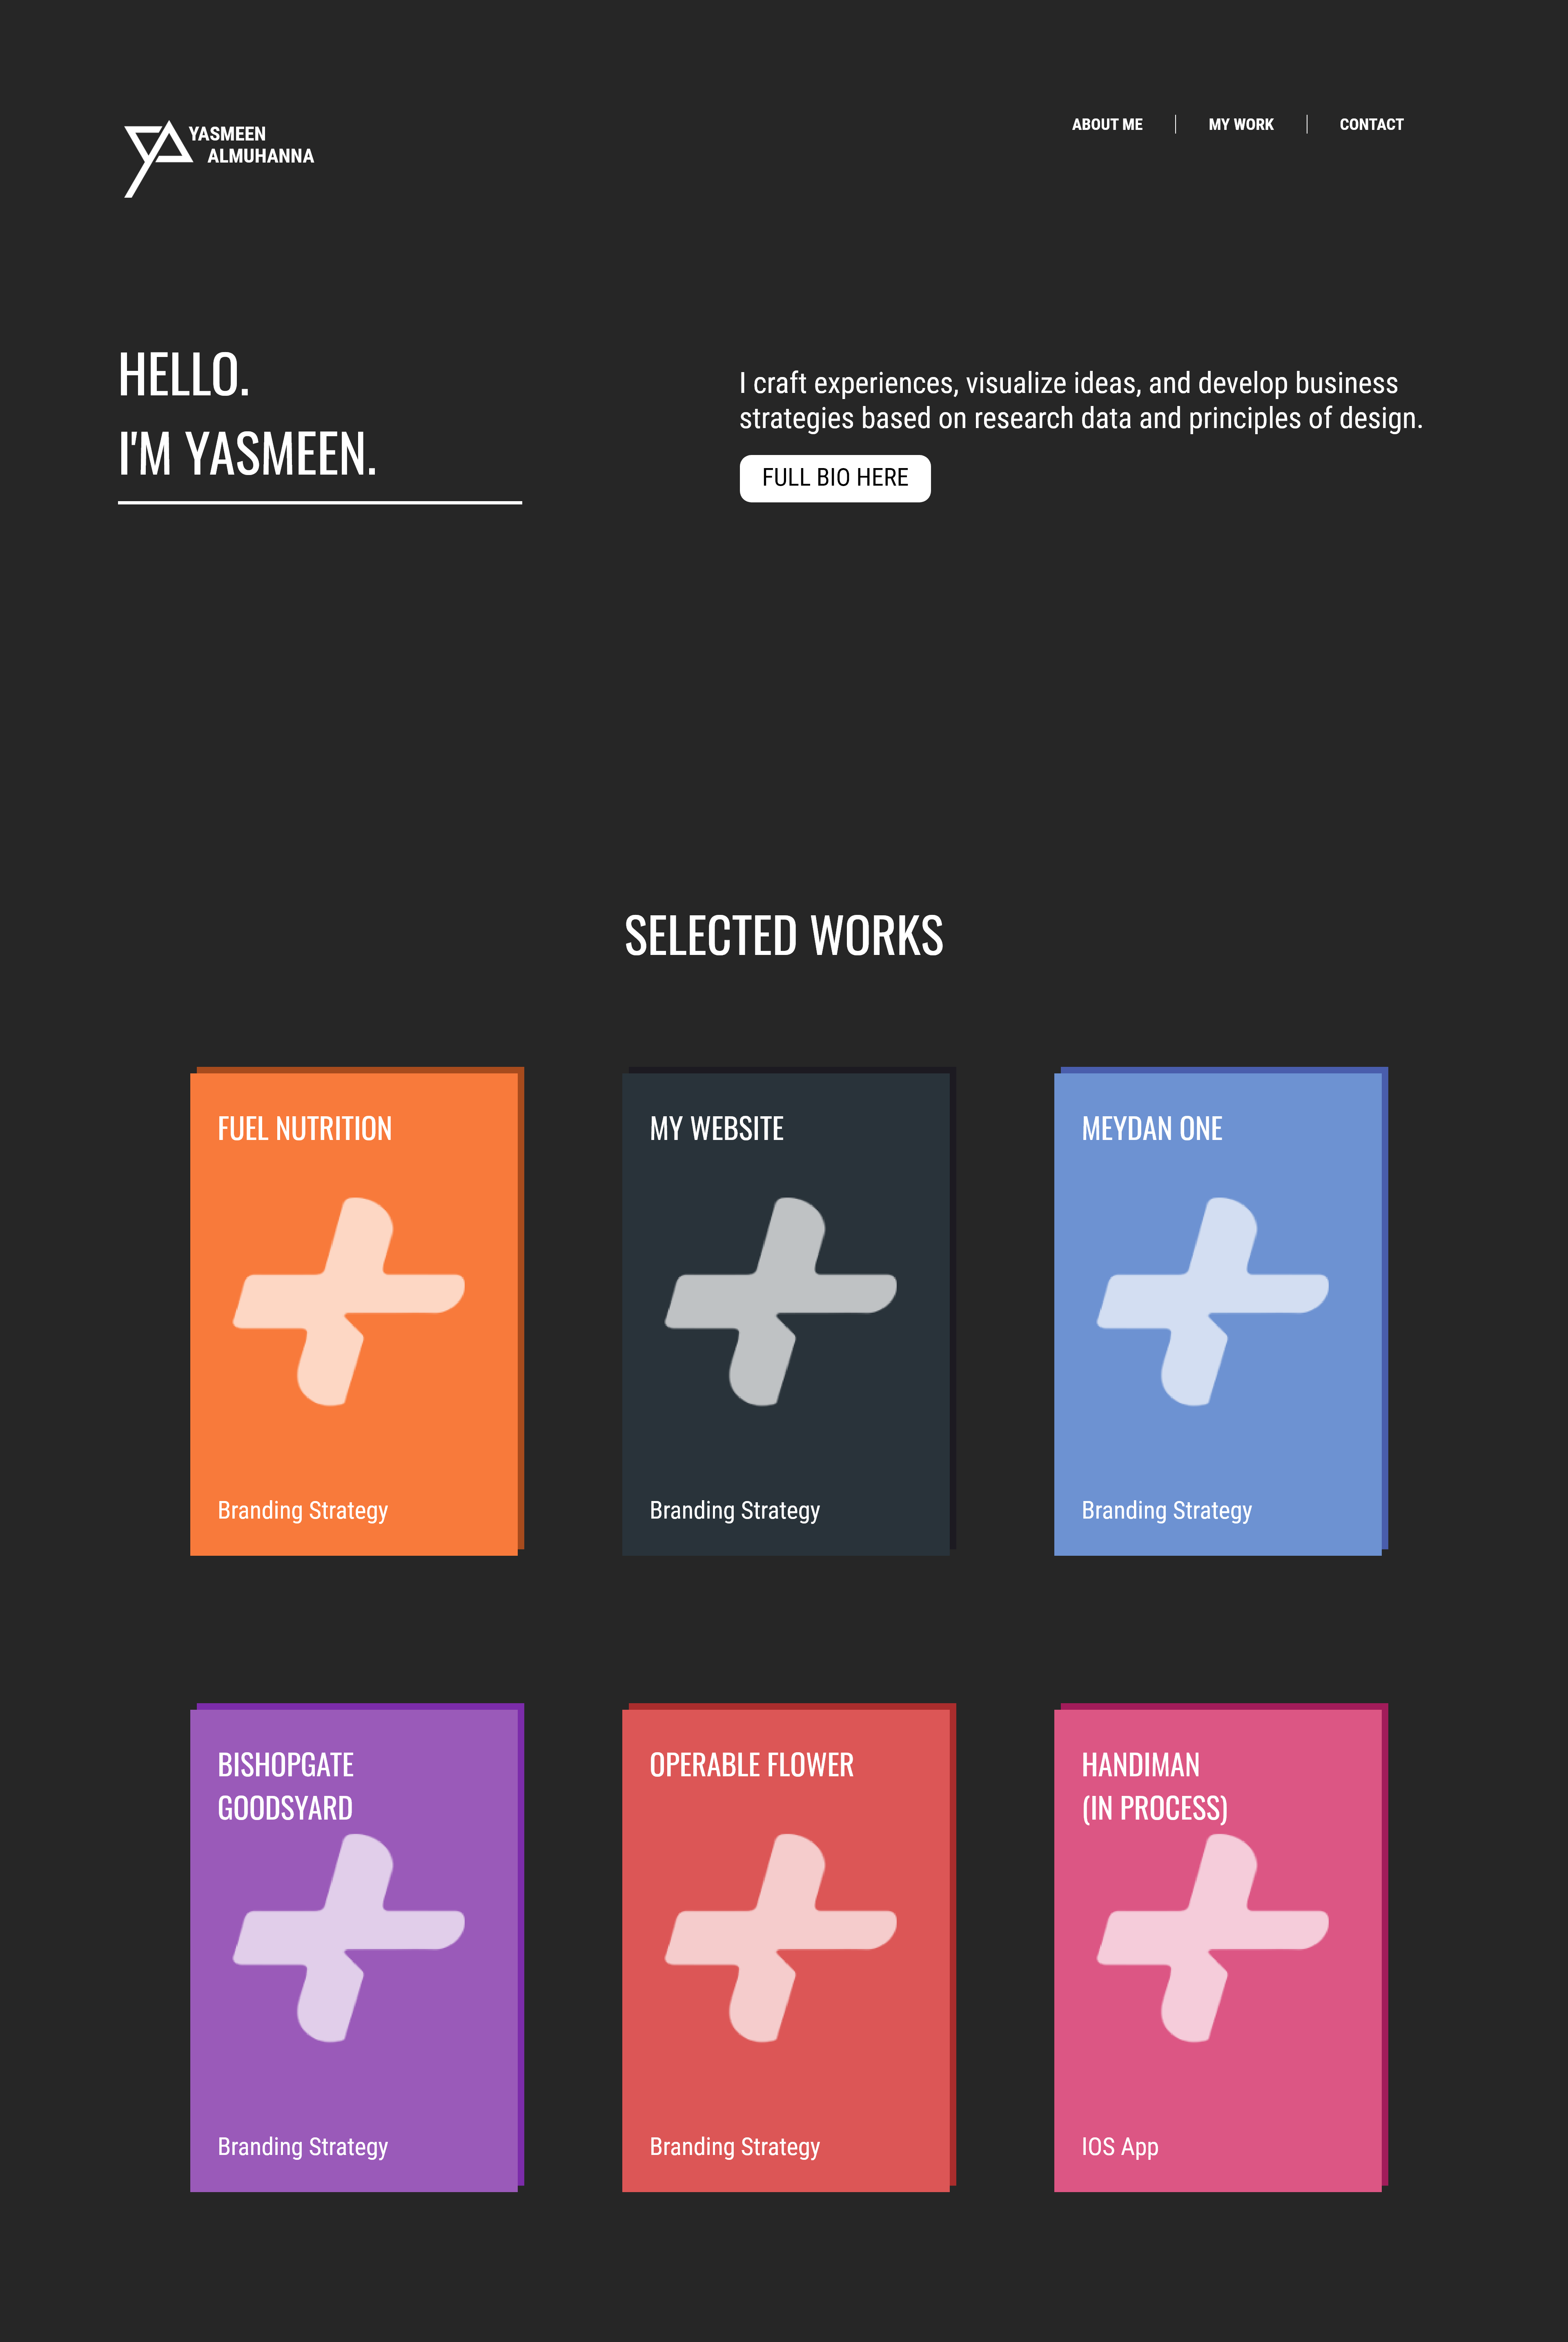 YASMEEN
ALMUHANNA
ABOUT ME
MY WORK
CONTACT
HELLO.
I'M YASMEEN.
I craft experiences, visualize ideas, and develop business
strategies based on research data and principles of design.
FULL BIO HERE
SELECTED WORKS
FUEL NUTRITION
Branding Strategy
MY WEBSITE
Branding Strategy
MEYDAN ONE
Branding Strategy
BISHOPGATE
GOODSYARD
Branding Strategy
OPERABLE FLOWER
Branding Strategy
HANDIMAN
(IN PROCESS)
IOS App